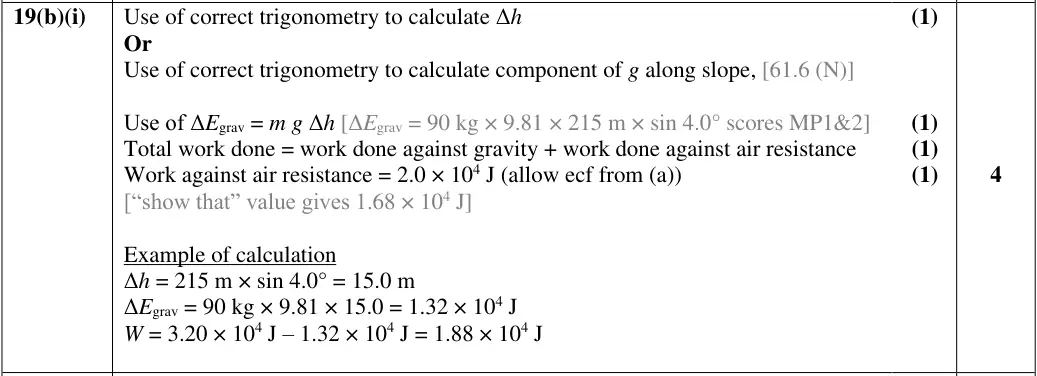 19(b)(i) Use of correct trigonometry to calculate Δh (1)
Or
Use of correct trigonometry to calculate component of g along slope, [61.6 (N)]
Use of ΔEgrav = m g Δh [ΔEgrav = 90 kg × 9.81 × 215 m × sin 4.0° scores MP1&2] (1)
Total work done = work done against gravity + work done against air resistance (1)
Work against air resistance = 2.0 × 10⁴ J (allow ecf from (a)) (1) 4
[“show that” value gives 1.68 × 10⁴ J]
Example of calculation
Δh = 215 m × sin 4.0° = 15.0 m
ΔEgrav = 90 kg × 9.81 × 15.0 = 1.32 × 10⁴ J
W = 3.20 × 10⁴ J – 1.32 × 10⁴ J = 1.88 × 10⁴ J